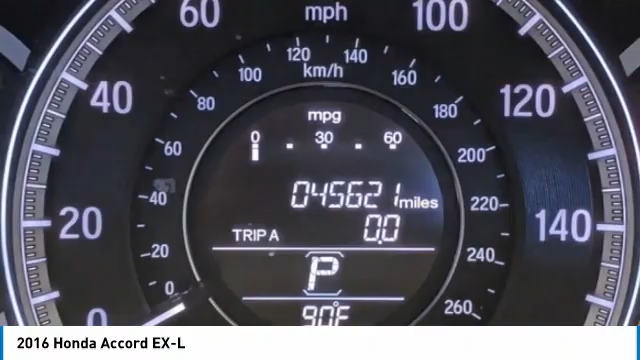 60 mph 100
120 140
100 km/h 160
40 80 180 120
mpg
0 30 60
60 200
045621 miles
40 220
20 TRIP A 0.0 140
20 240
P
0 260
0 90°F
2016 Honda Accord EX-L